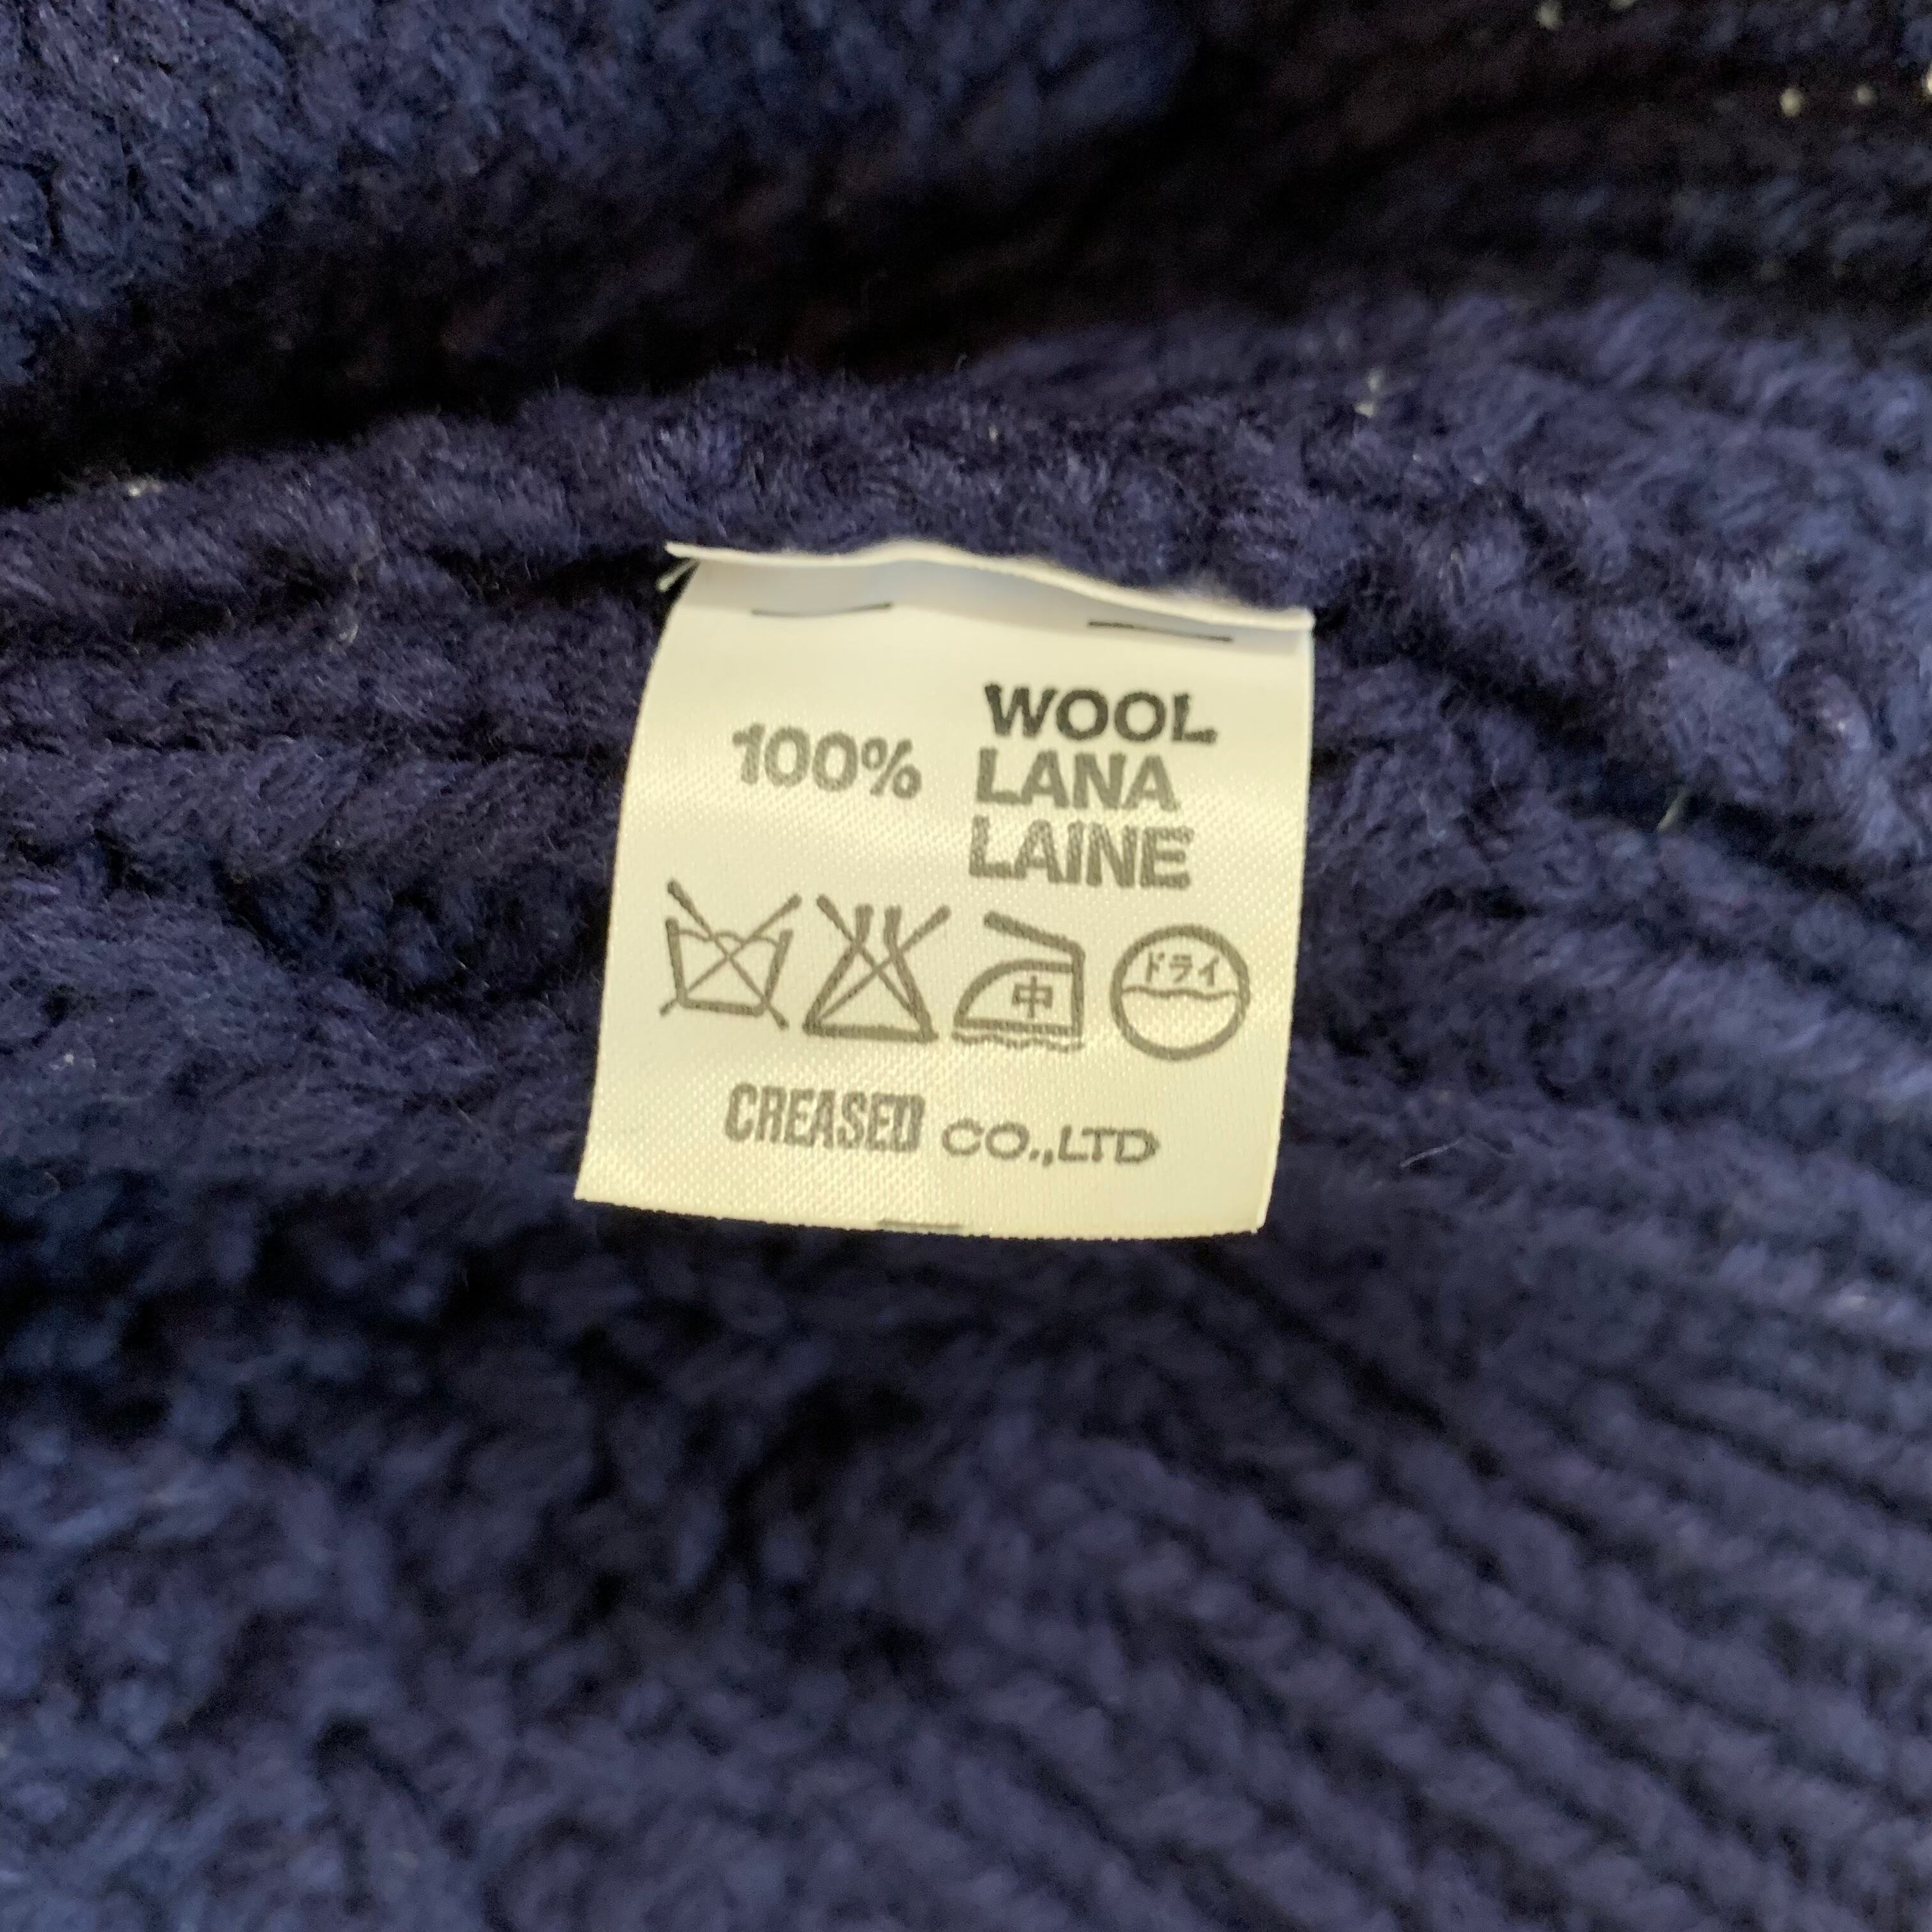 100%
WOOL
LANA
LAINE
中
ドライ
CREASED CO.,LTD